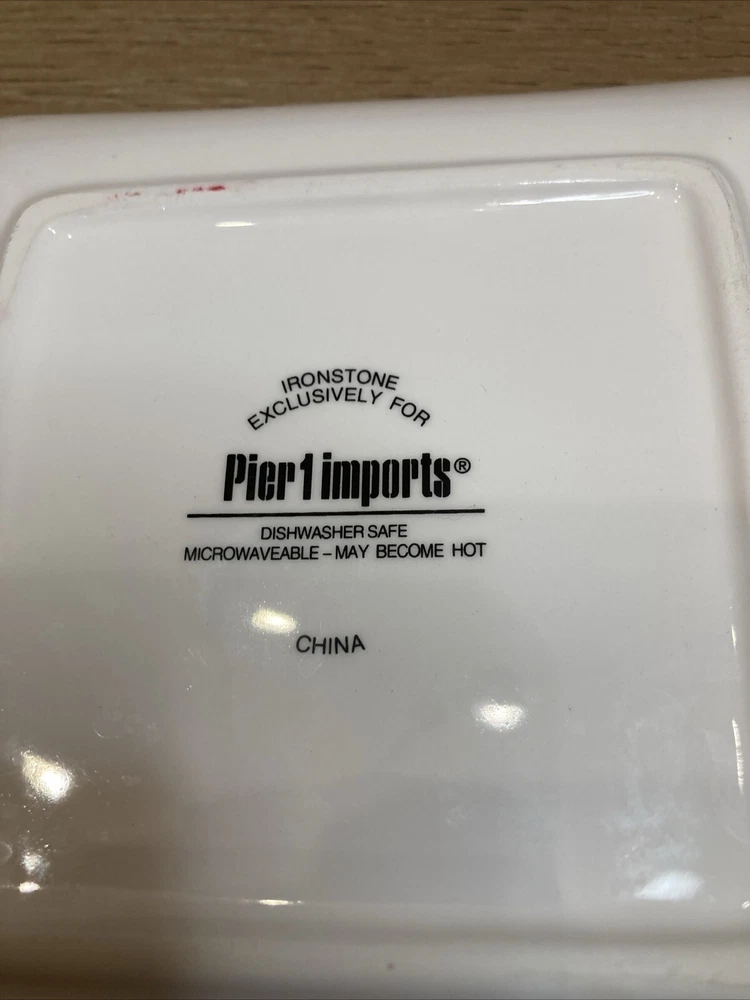 IRONSTONE
EXCLUSIVELY FOR
Pier 1 imports®
DISHWASHER SAFE
MICROWAVEABLE – MAY BECOME HOT
CHINA